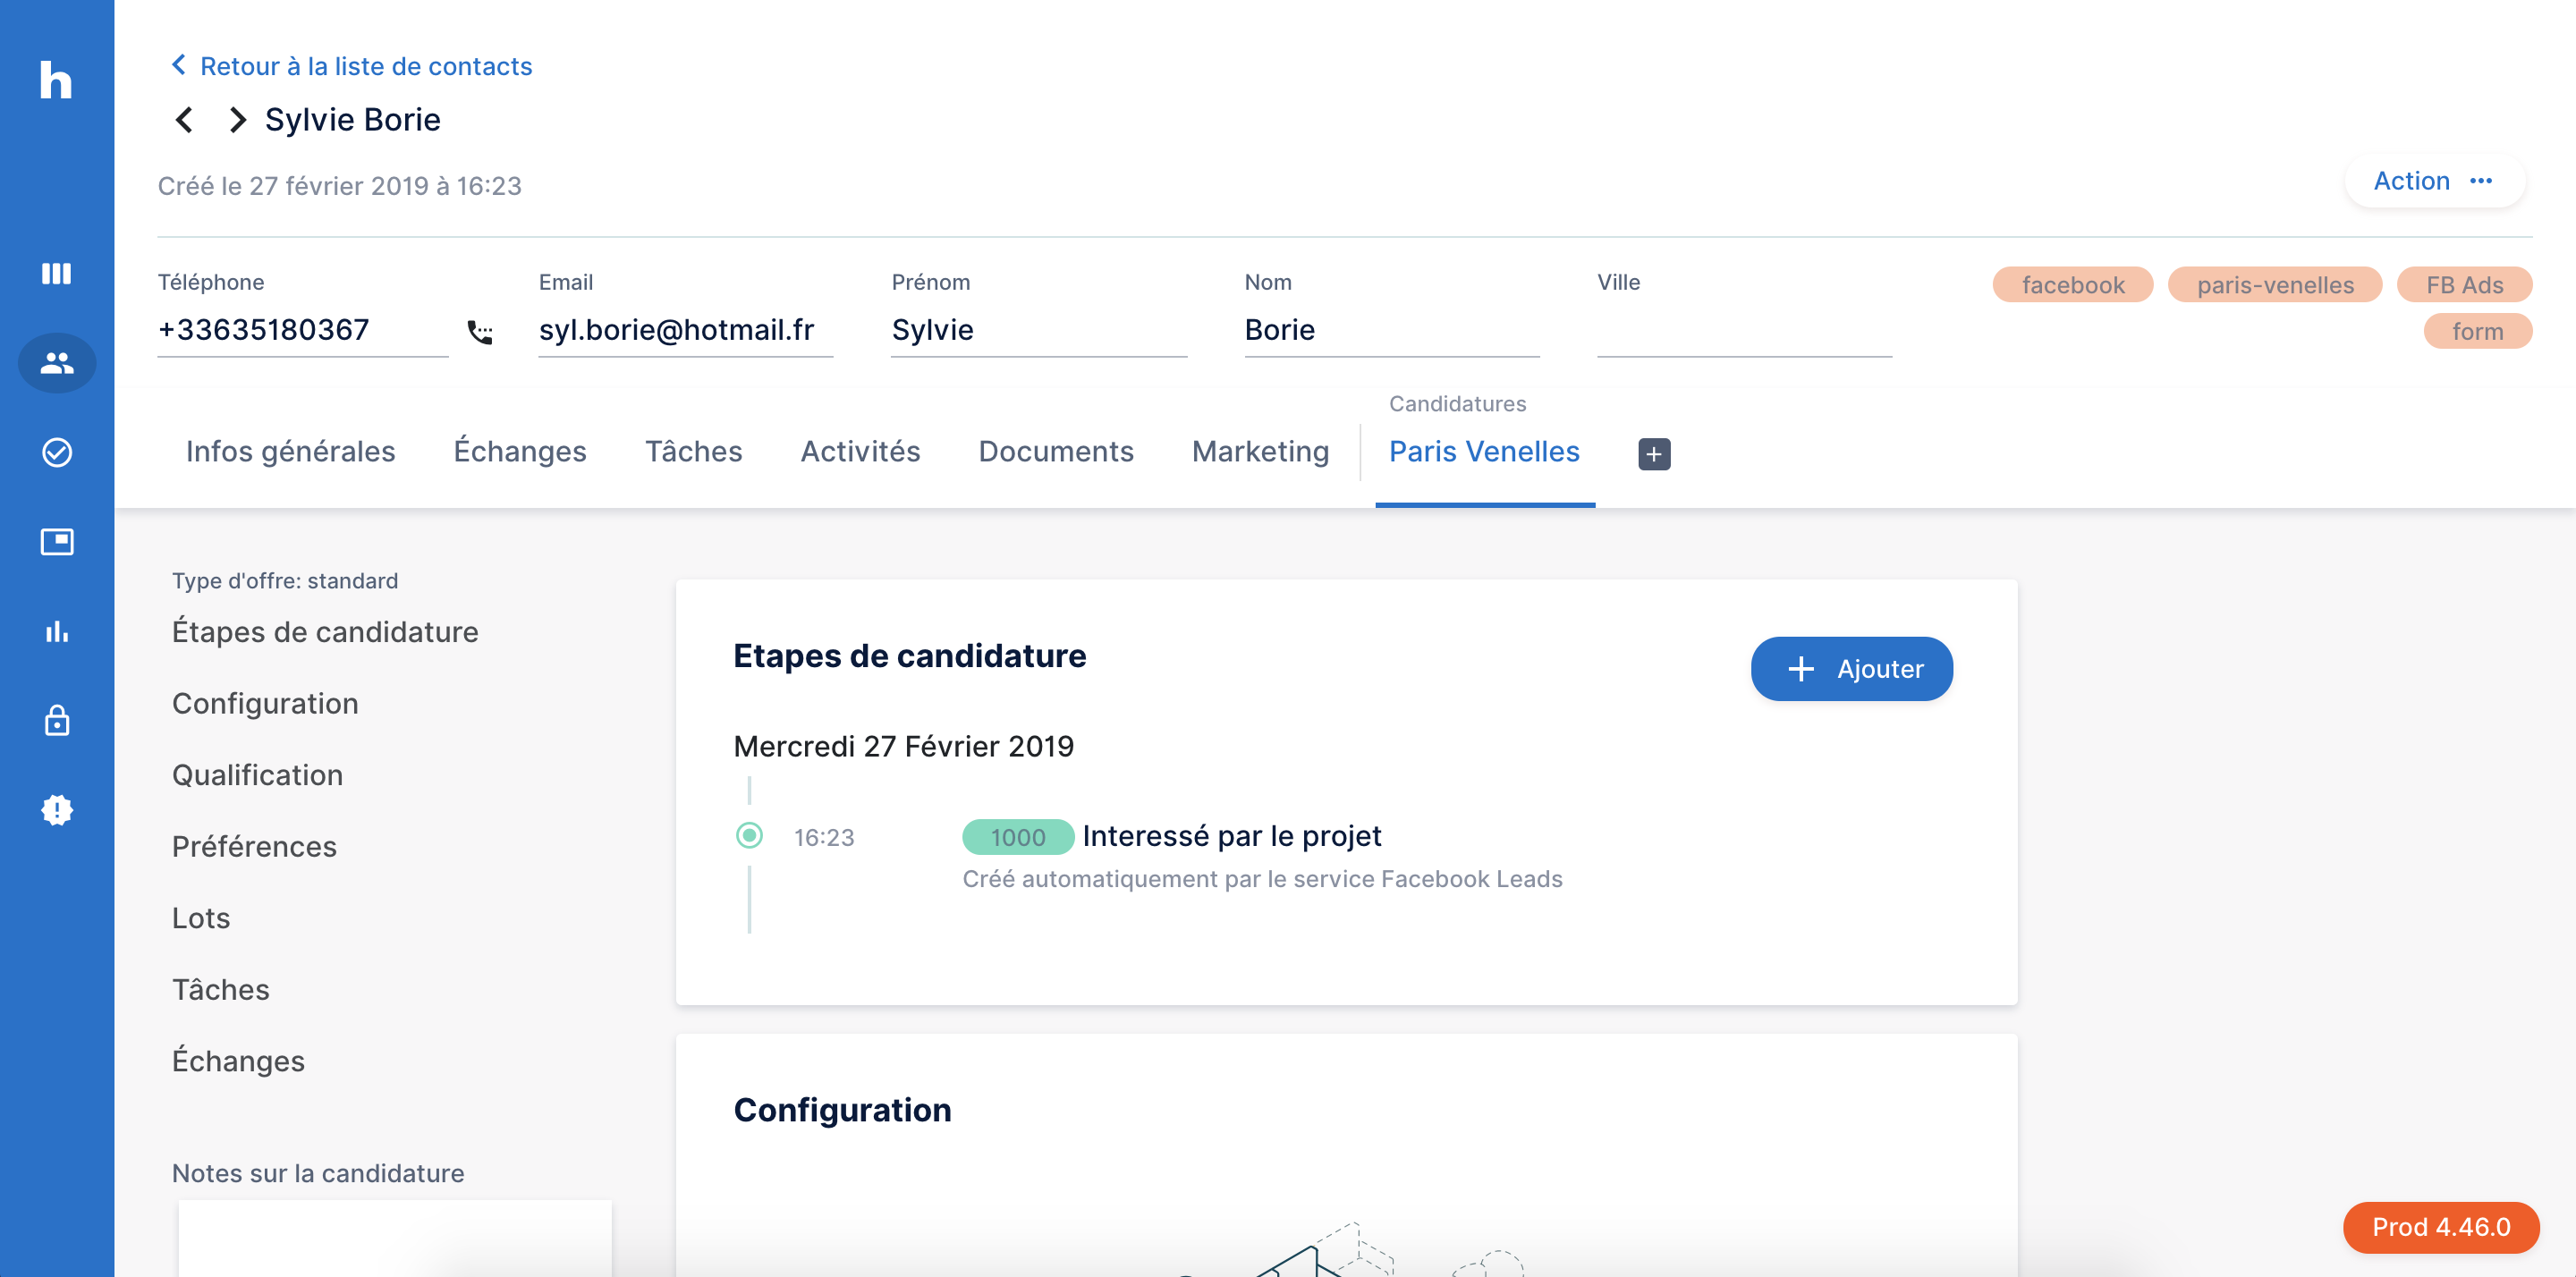 h
Retour à la liste de contacts
Sylvie Borie
Créé le 27 février 2019 à 16:23
Action
Téléphone
+33635180367
Email
syl.borie@hotmail.fr
Prénom
Sylvie
Nom
Borie
Ville
facebook paris-venelles FB Ads
form
Candidatures
Infos générales Échanges Tâches Activités Documents Marketing Paris Venelles
Type d'offre: standard
Étapes de candidature
Configuration
Qualification
Préférences
Lots
Tâches
Échanges
Notes sur la candidature
Etapes de candidature
Ajouter
Mercredi 27 Février 2019
16:23 1000 Interessé par le projet
Créé automatiquement par le service Facebook Leads
Configuration
Prod 4.46.0